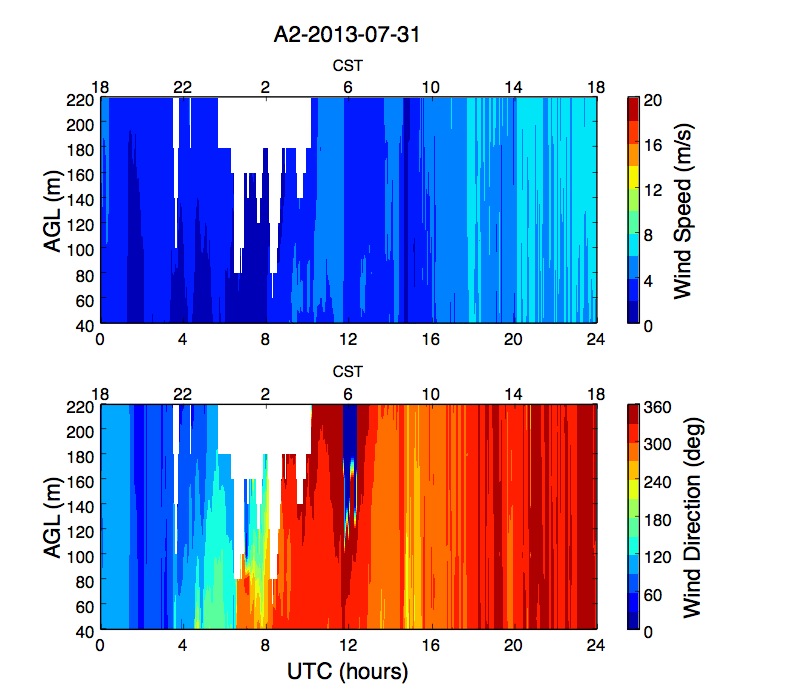 A2-2013-07-31
CST
18 22 2 6 10 14 18
220
200
180
160
140
120
100
80
60
40
AGL (m)
0 4 8 12 16 20 24
20
16
12
8
4
0
Wind Speed (m/s)
CST
18 22 2 6 10 14 18
220
200
180
160
140
120
100
80
60
40
AGL (m)
0 4 8 12 16 20 24
UTC (hours)
360
300
240
180
120
60
0
Wind Direction (deg)